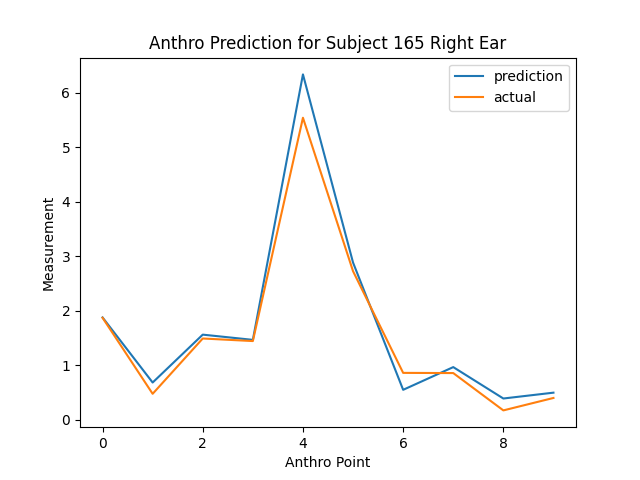 Anthro Prediction for Subject 165 Right Ear
prediction
actual
6
5
4
3
2
1
0
Measurement
0 2 4 6 8
Anthro Point